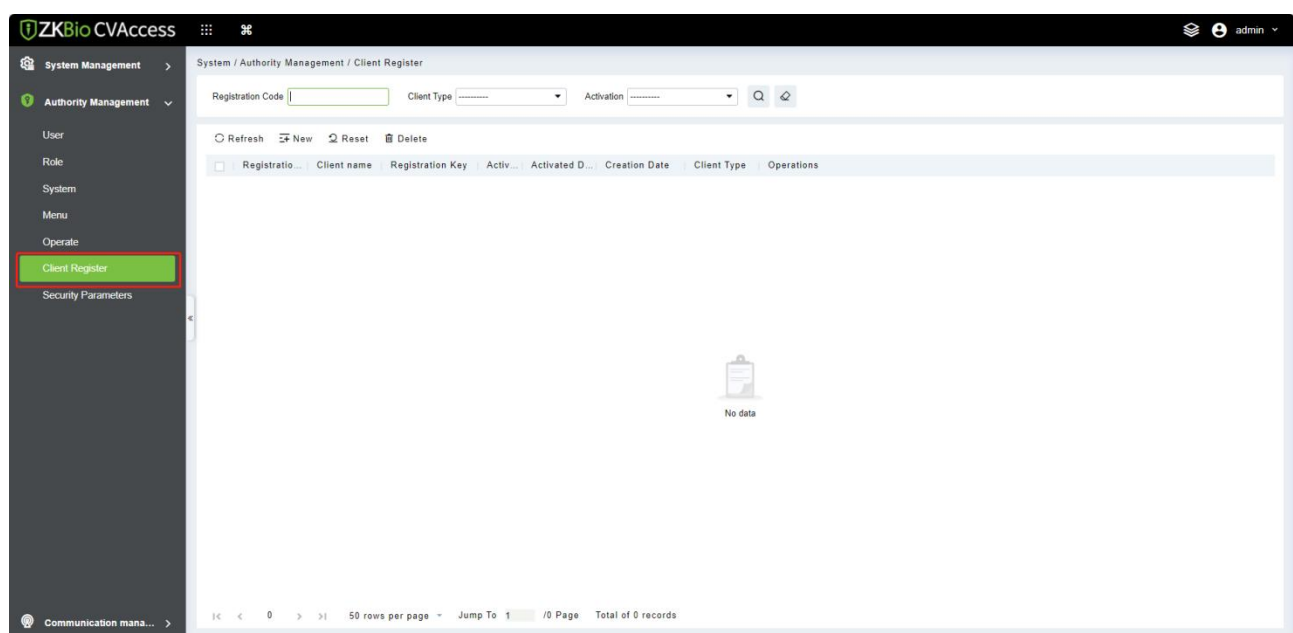 ZKBio CVAccess
admin
System Management
System / Authority Management / Client Register
Authority Management
Registration Code
Client Type ----------
Activation ----------
User
Role
System
Menu
Operate
Client Register
Security Parameters
Refresh New Reset Delete
Registratio... Client name Registration Key Activ... Activated D... Creation Date Client Type Operations
No data
Communication mana...
|< < 0 > >| 50 rows per page Jump To 1 /0 Page Total of 0 records